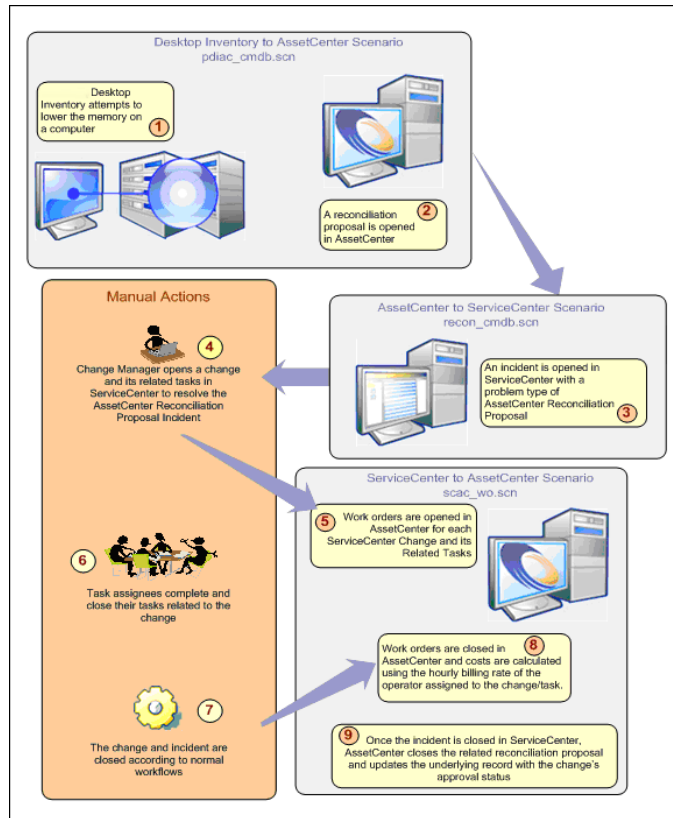 Desktop Inventory to AssetCenter Scenario
pdiac_cmdb.scn
Desktop
Inventory attempts to
lower the memory on
a computer
1
2
A reconciliation
proposal is opened
in AssetCenter
Manual Actions
4
Change Manager opens a change
and its related tasks in
ServiceCenter to resolve the
AssetCenter Reconciliation
Proposal Incident
AssetCenter to ServiceCenter Scenario
recon_cmdb.scn
An incident is opened in
ServiceCenter with a
problem type of
AssetCenter Reconciliation
Proposal
3
ServiceCenter to AssetCenter Scenario
scac_wo.scn
5
Work orders are opened in
AssetCenter for each
ServiceCenter Change and its
Related Tasks
6
Task assignees complete and
close their tasks related to the
change
7
The change and incident are
closed according to normal
workflows
8
Work orders are closed in
AssetCenter and costs are calculated
using the hourly billing rate of the
operator assigned to the change/task.
9
Once the incident is closed in ServiceCenter,
AssetCenter closes the related reconciliation proposal
and updates the underlying record with the change's
approval status